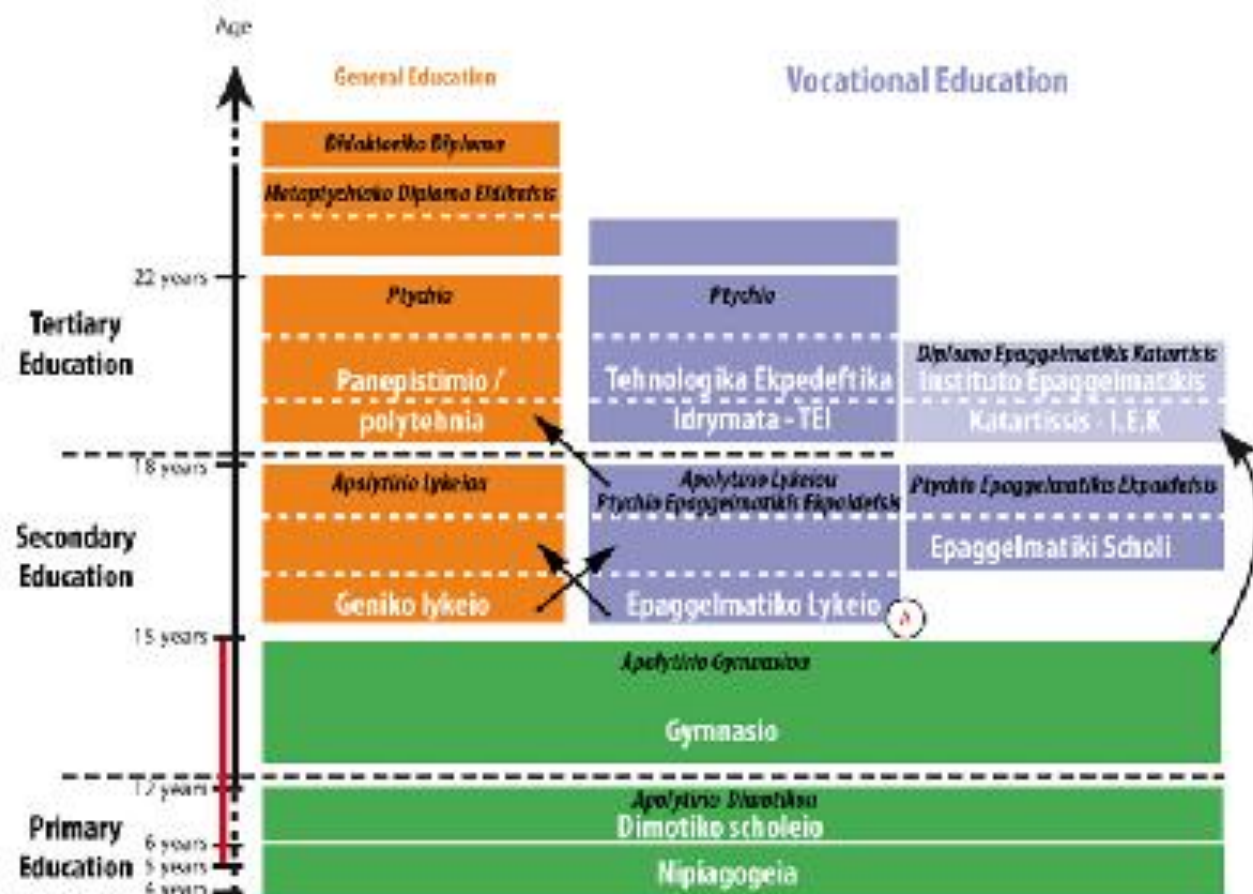 Age
General Education
Vocational Education
Didaktoriko Diploma
Metaptychiako Diploma Eidikefsis
22 years
Ptychio
Ptychio
Tertiary
Education
Diploma Epaggelmatikis Katartisis
Panepistimio /
polytehnia
Tehnologika Ekpedeftika
Idrymata - TEI
Instituto Epaggelmatikis
Katartissis - I.E.K
18 years
Apolytirio Lykeiou
Apolytirio Lykeiou
Ptychio Epaggelmatikis Ekpaidefsis
Ptychio Epaggelmatikis Ekpaidefsis
Secondary
Education
Epaggelmatiki Scholi
Geniko lykeio
Epaggelmatiko Lykeio
15 years
Apolytirio Gymnasiou
Gymnasio
12 years
Apolytirio Dimotikou
Dimotiko scholeio
Primary
Education
6 years
5 years
Nipiagogeia